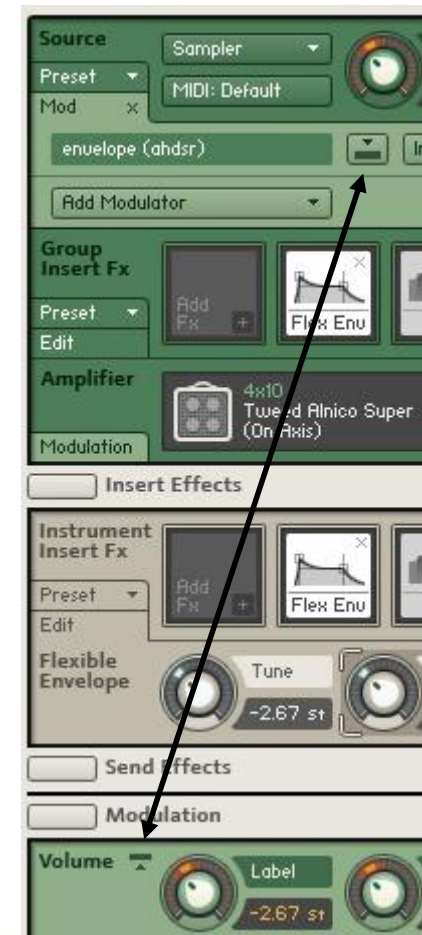 Source
Sampler
Preset
MIDI: Default
Mod x
envelope (ahdsr)
Add Modulator
Group
Insert Fx
Add
Fx +
Flex Env
Preset
Edit
Amplifier
4x10
Tweed Alnico Super
(On Axis)
Modulation
Insert Effects
Instrument
Insert Fx
Add
Fx +
Flex Env
Preset
Edit
Flexible
Envelope
Tune
-2.67 st
Send Effects
Modulation
Volume
Label
-2.67 st